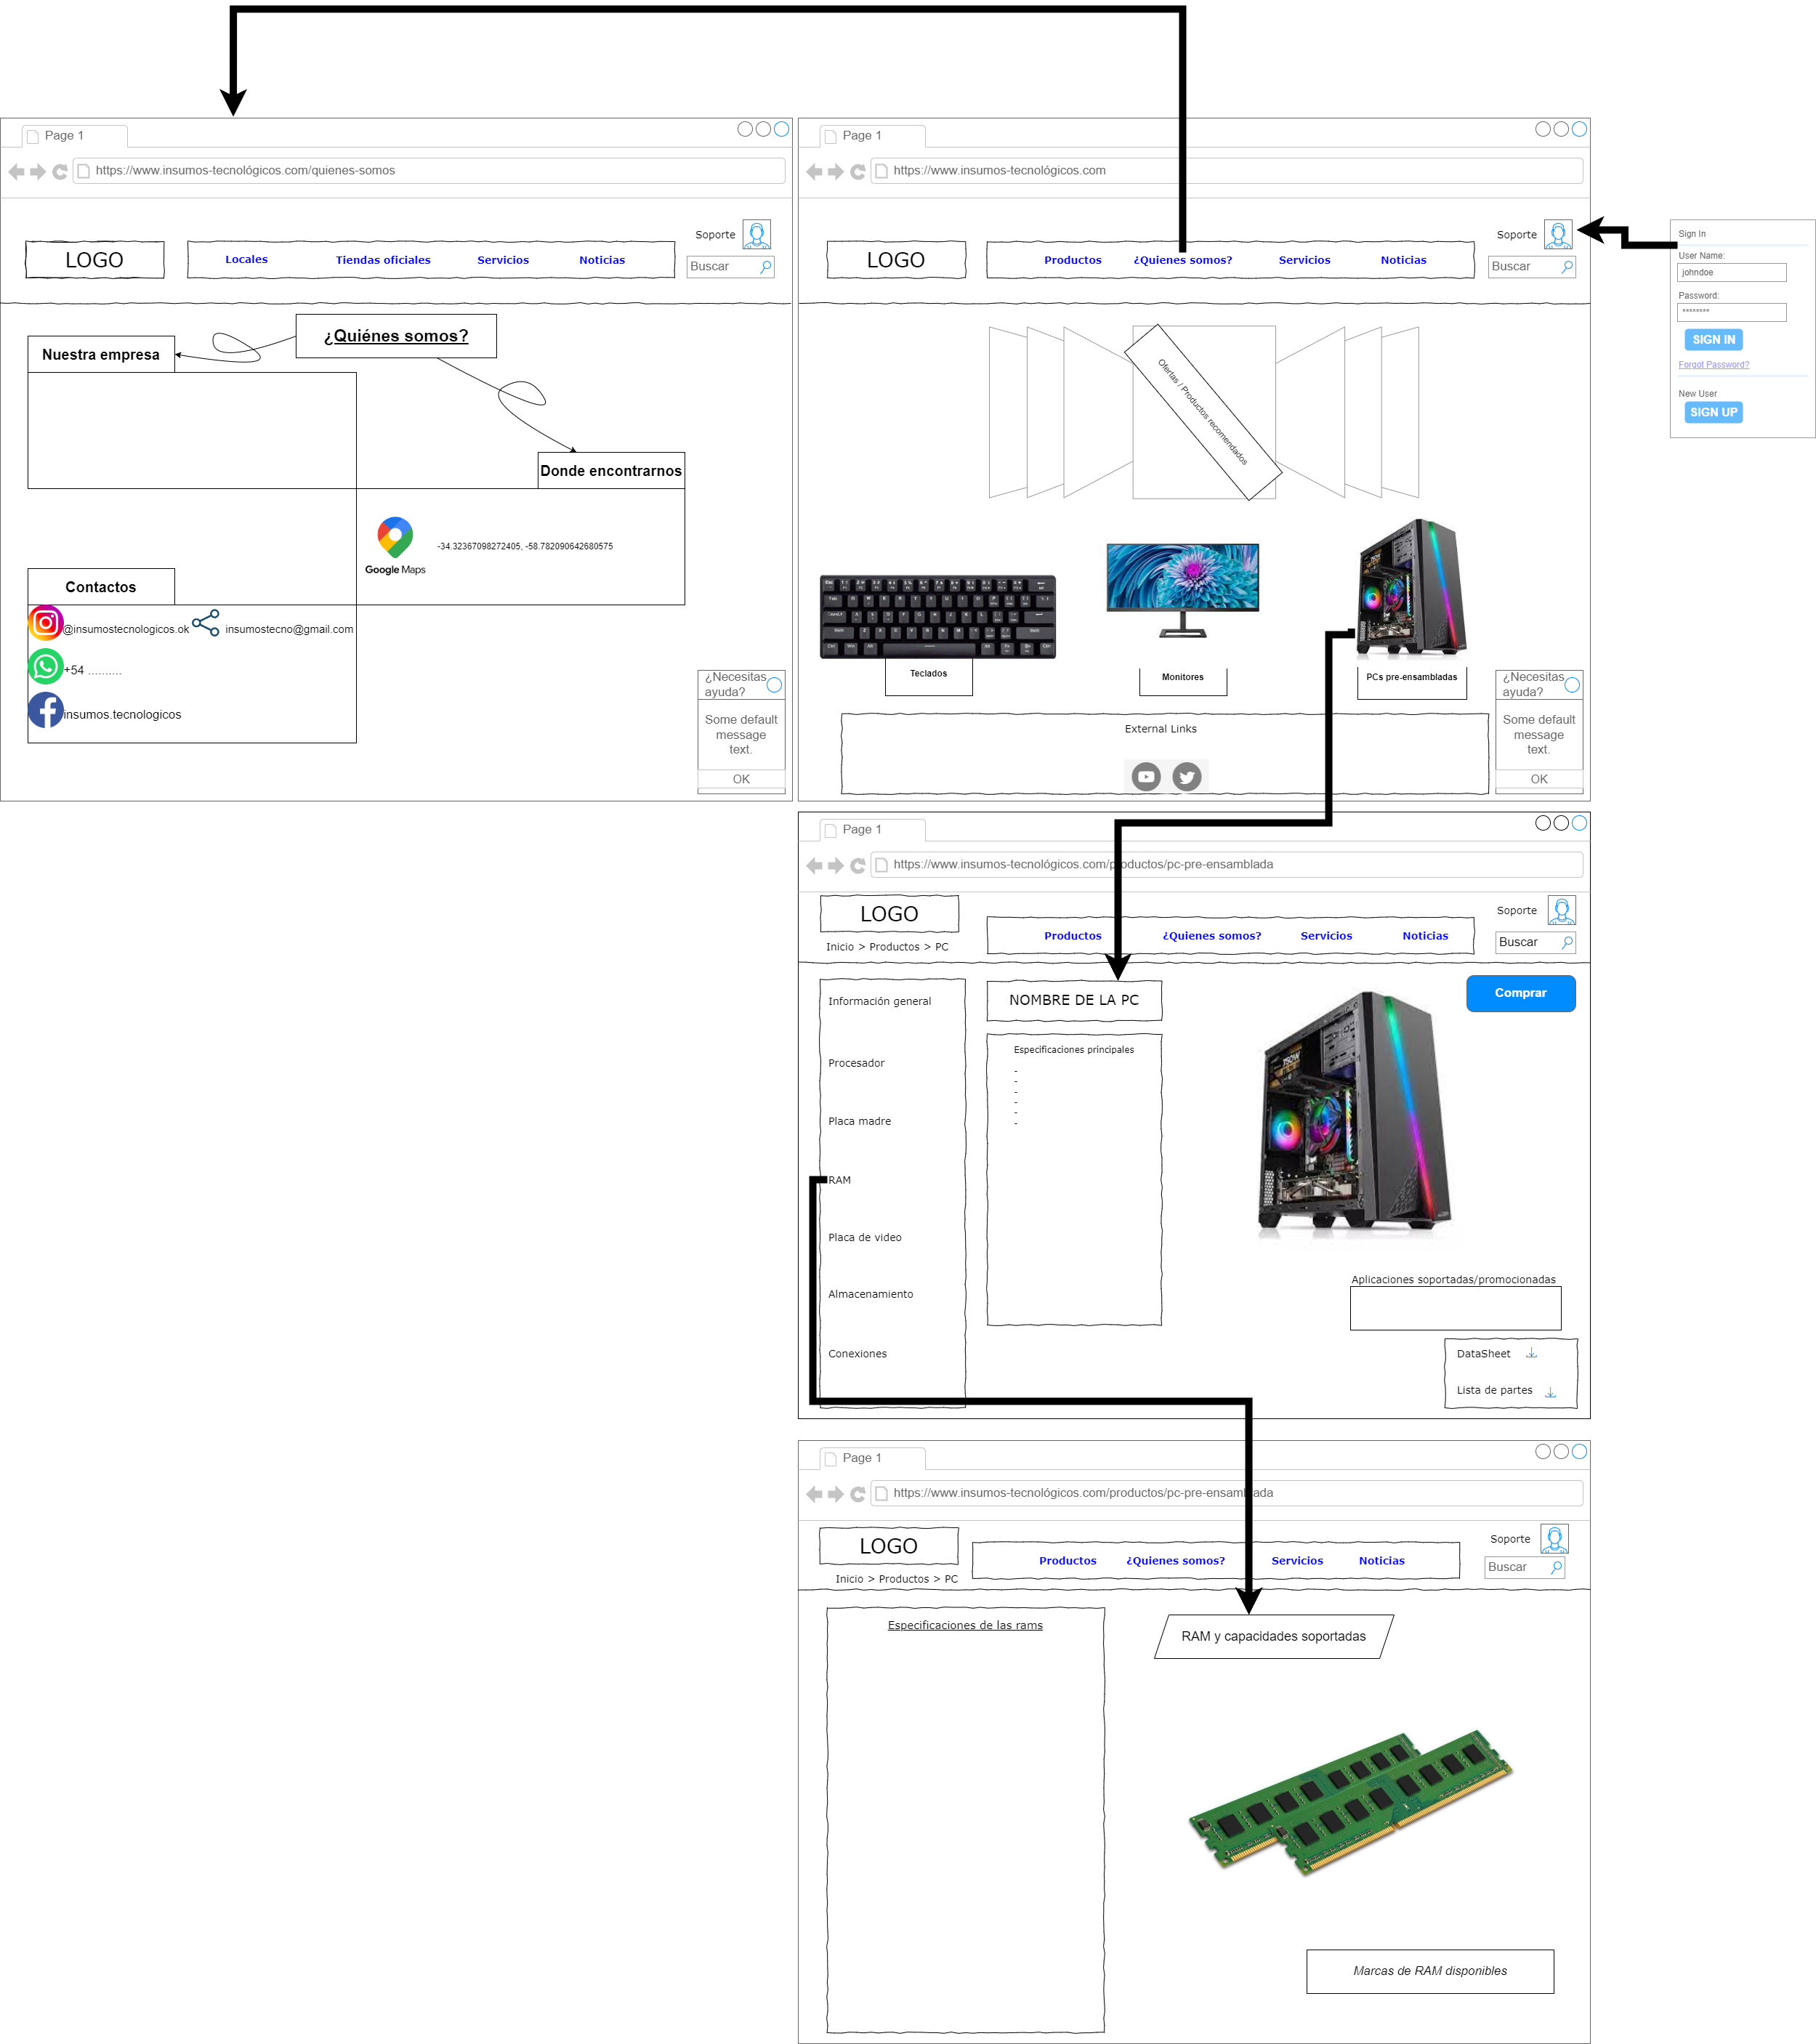 Page 1
https://www.insumos-tecnológicos.com/quienes-somos
Soporte
LOGO
Locales
Tiendas oficiales
Servicios
Noticias
Buscar
¿Quiénes somos?
Nuestra empresa
Donde encontrarnos
Google Maps
-34.32367098272405, -58.782090642680575
Contactos
@insumostecnologicos.ok
insumostecno@gmail.com
+54 ..........
insumos.tecnologicos
¿Necesitas
ayuda?
Some default
message
text.
OK
Page 1
https://www.insumos-tecnológicos.com
Soporte
LOGO
Productos
¿Quienes somos?
Servicios
Noticias
Buscar
Ofertas / Productos recomendados
Teclados
Monitores
PCs pre-ensambladas
External Links
¿Necesitas
ayuda?
Some default
message
text.
OK
Sign In
User Name:
johndoe
Password:
********
SIGN IN
Forgot Password?
New User
SIGN UP
Page 1
https://www.insumos-tecnológicos.com/productos/pc-pre-ensamblada
LOGO
Soporte
Productos
¿Quienes somos?
Servicios
Noticias
Buscar
Inicio > Productos > PC
Información general
Procesador
Placa madre
RAM
Placa de video
Almacenamiento
Conexiones
NOMBRE DE LA PC
Especificaciones principales
-
-
-
-
-
-
Comprar
Aplicaciones soportadas/promocionadas
DataSheet
Lista de partes
Page 1
https://www.insumos-tecnológicos.com/productos/pc-pre-ensamblada
LOGO
Soporte
Productos
¿Quienes somos?
Servicios
Noticias
Buscar
Inicio > Productos > PC
Especificaciones de las rams
RAM y capacidades soportadas
Marcas de RAM disponibles